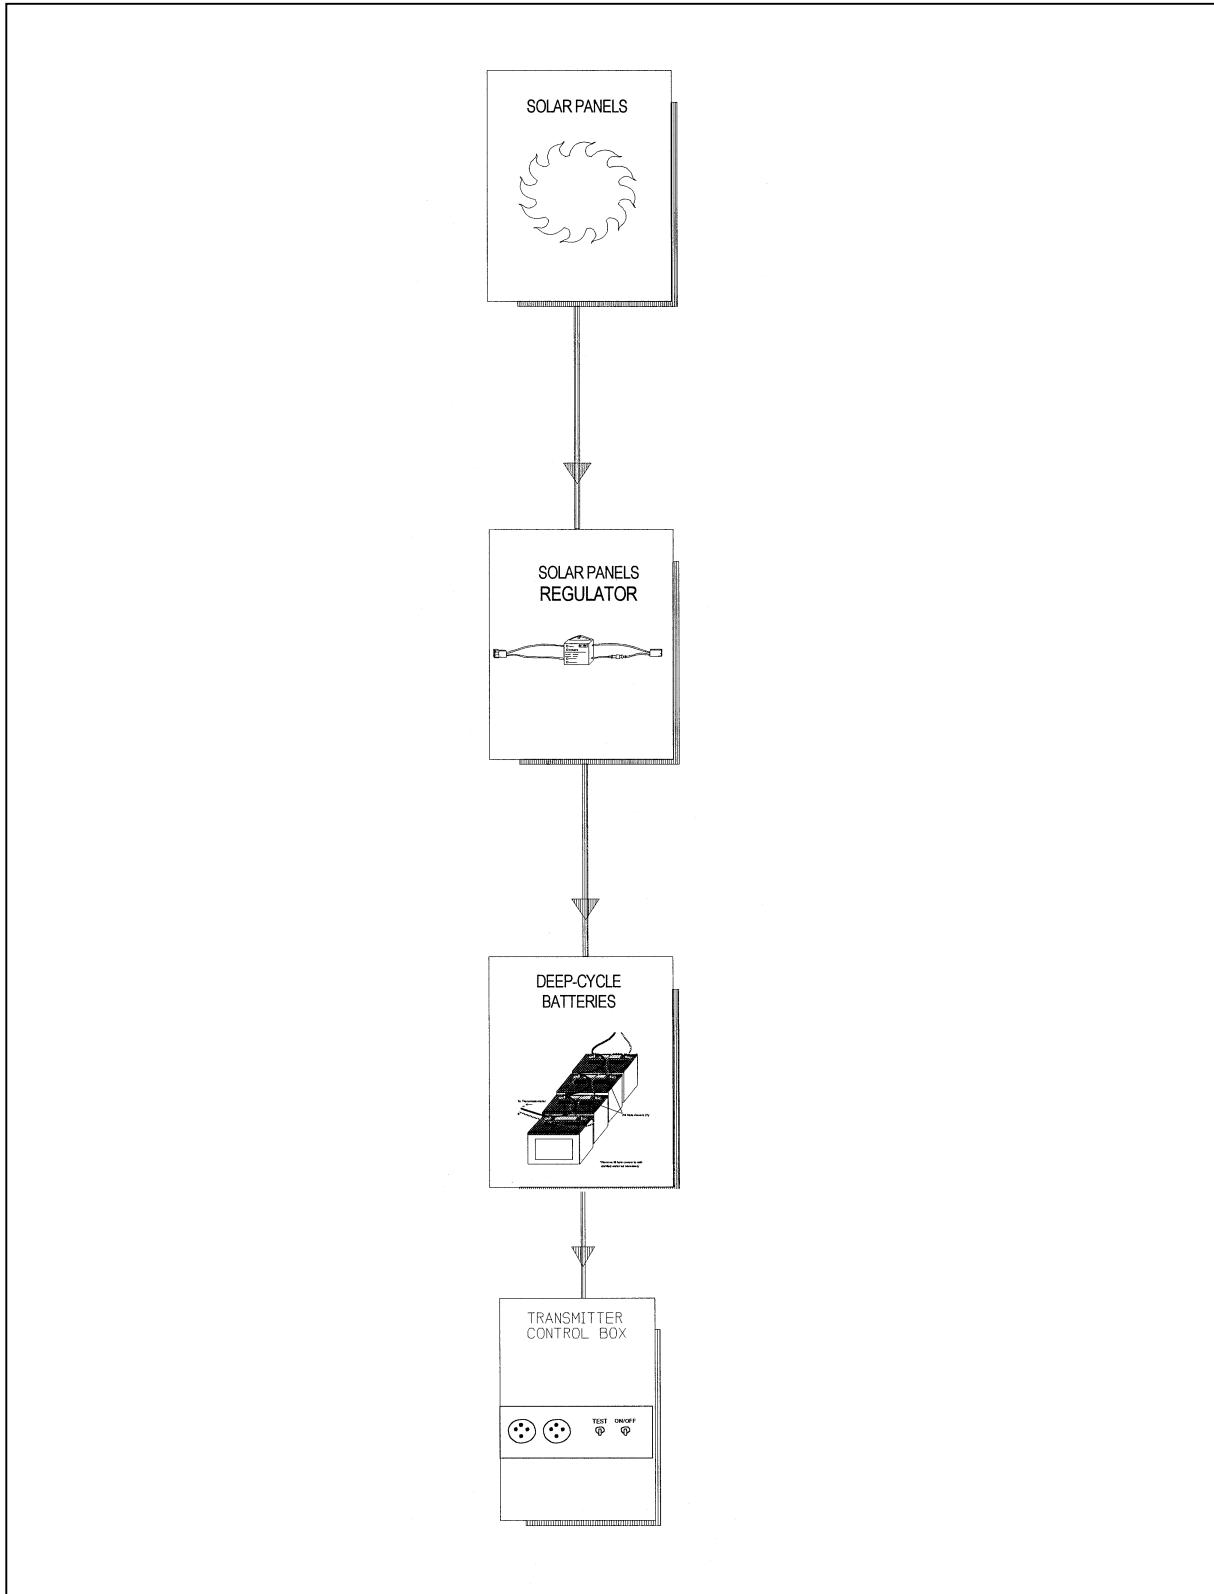 SOLAR PANELS
SOLAR PANELS
REGULATOR
DEEP-CYCLE
BATTERIES
TRANSMITTER
CONTROL BOX
TEST ON/OFF